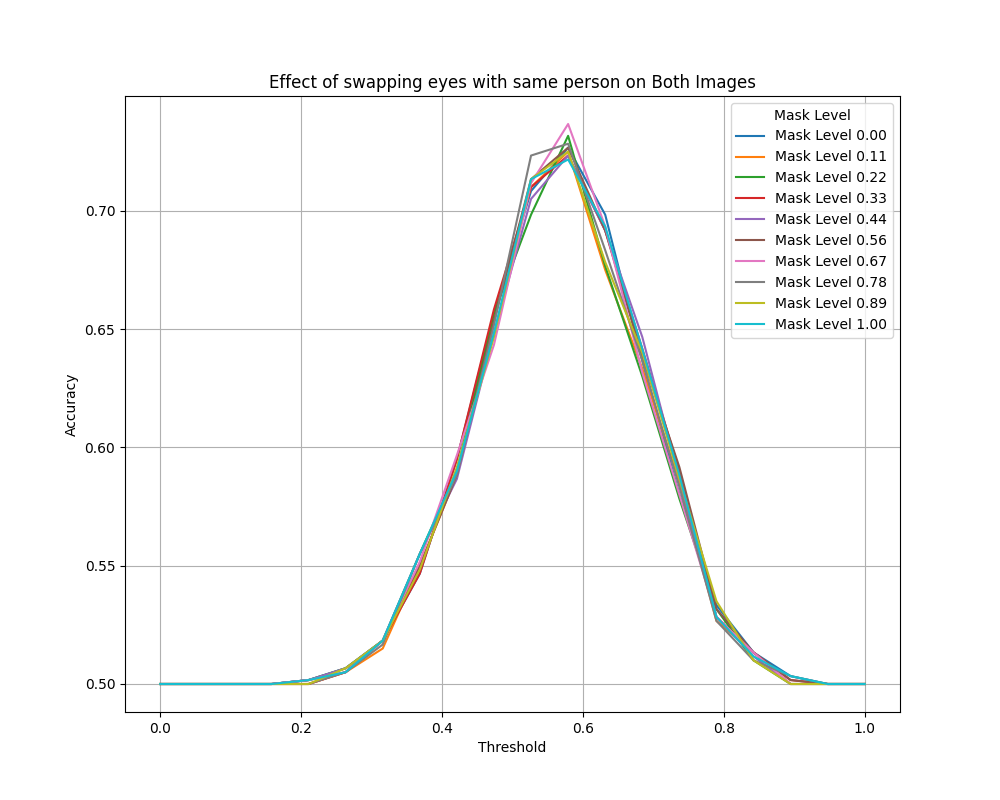 Effect of swapping eyes with same person on Both Images
Mask Level
Mask Level 0.00
Mask Level 0.11
Mask Level 0.22
Mask Level 0.33
Mask Level 0.44
Mask Level 0.56
Mask Level 0.67
Mask Level 0.78
Mask Level 0.89
Mask Level 1.00
Accuracy
0.70
0.65
0.60
0.55
0.50
0.0 0.2 0.4 0.6 0.8 1.0
Threshold